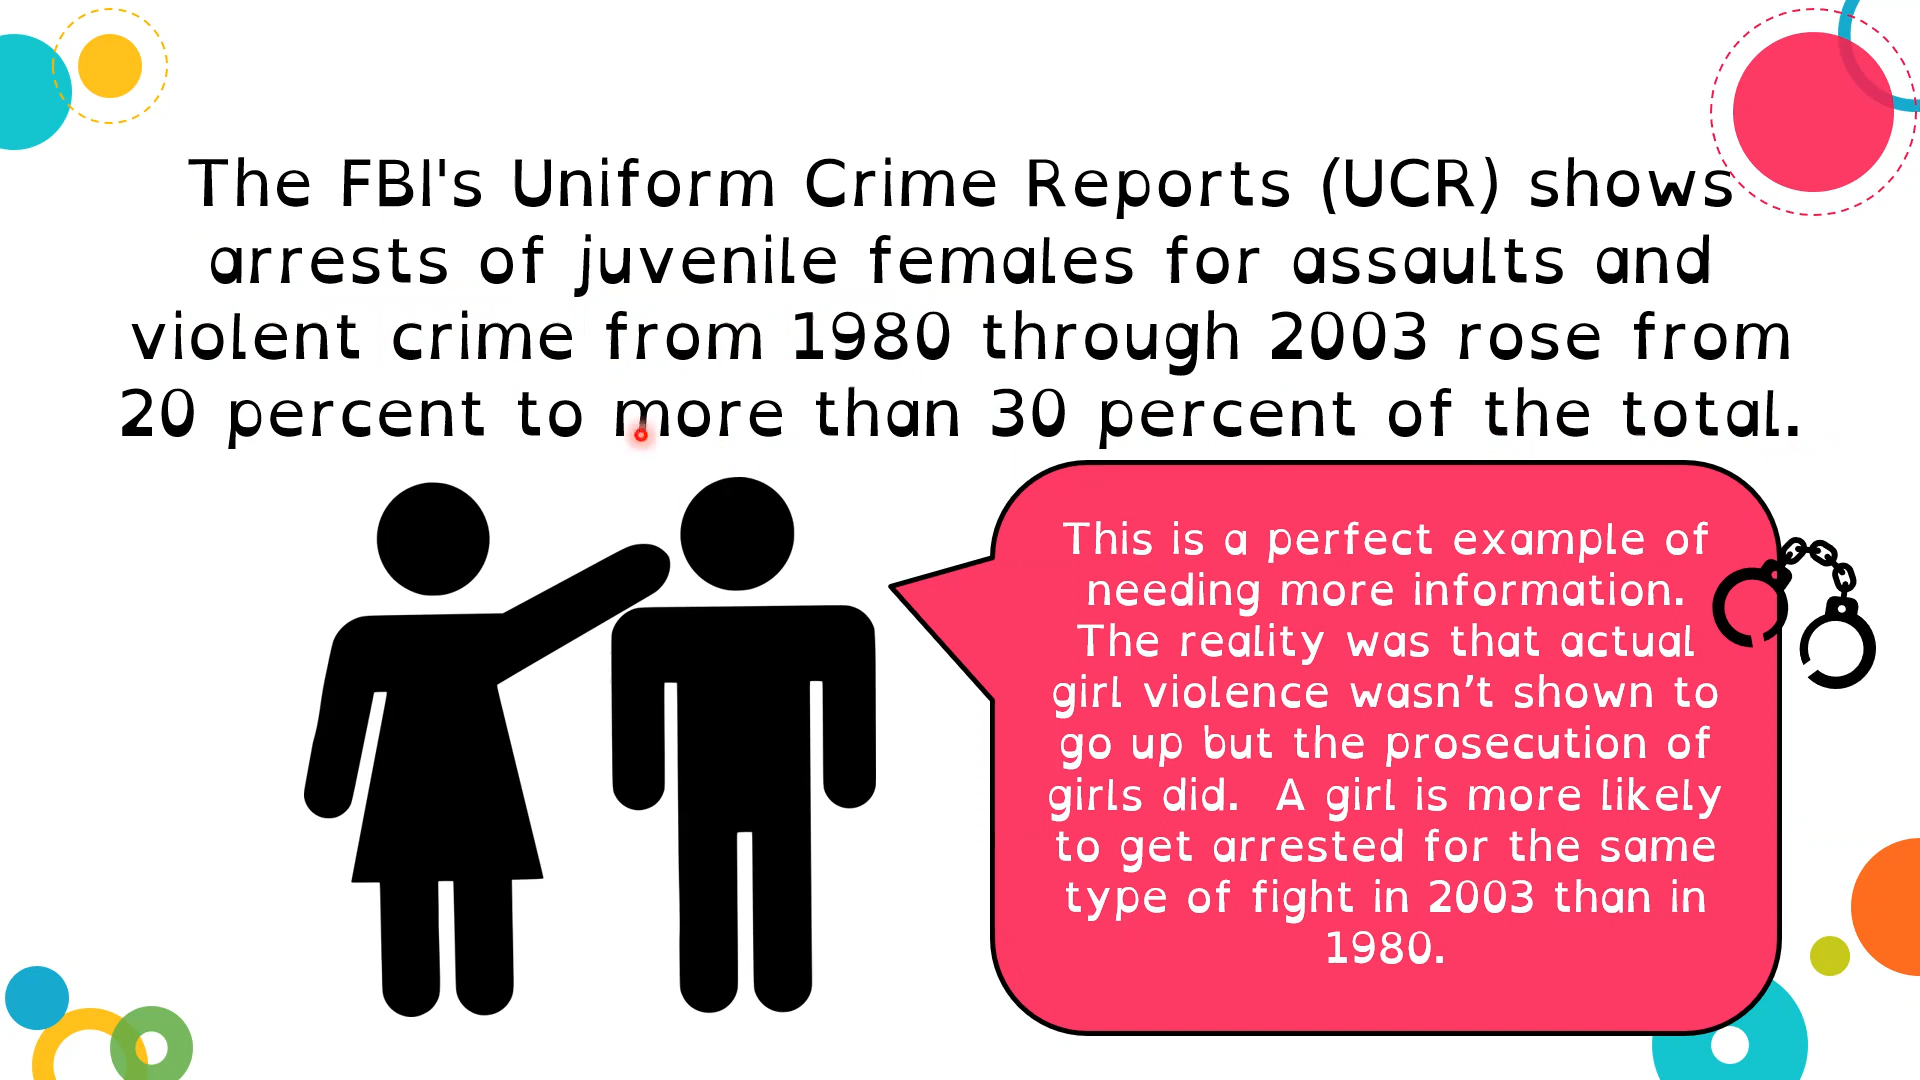 The FBI's Uniform Crime Reports (UCR) shows
arrests of juvenile females for assaults and
violent crime from 1980 through 2003 rose from
20 percent to more than 30 percent of the total.
This is a perfect example of
needing more information.
The reality was that actual
girl violence wasn’t shown to
go up but the prosecution of
girls did.  A girl is more likely
to get arrested for the same
type of fight in 2003 than in
1980.